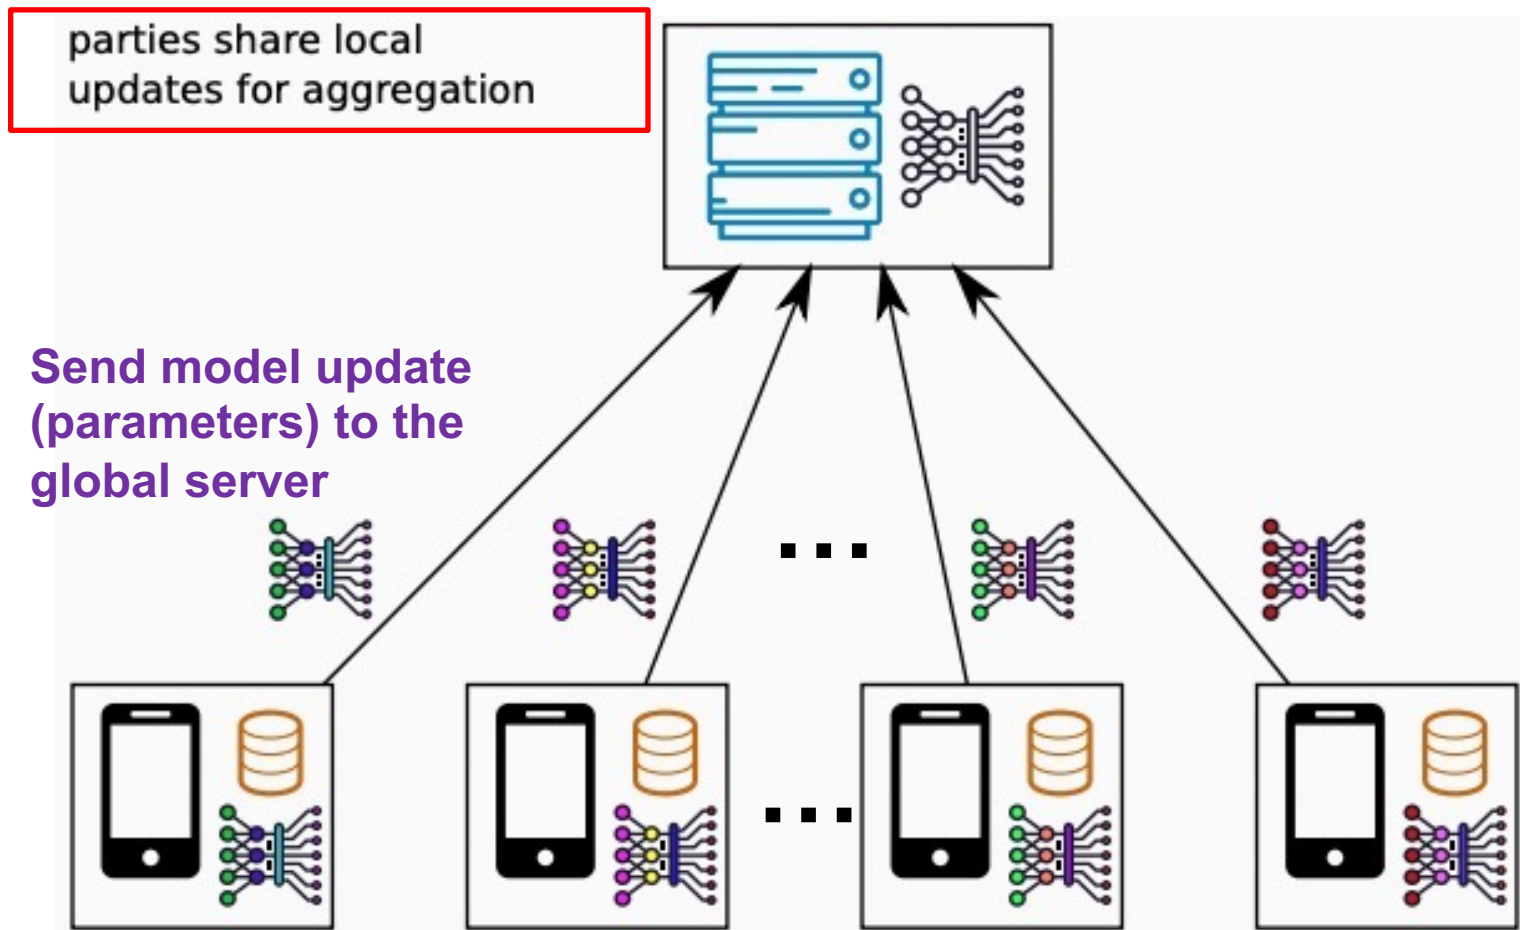 parties share local
updates for aggregation
Send model update
(parameters) to the
global server